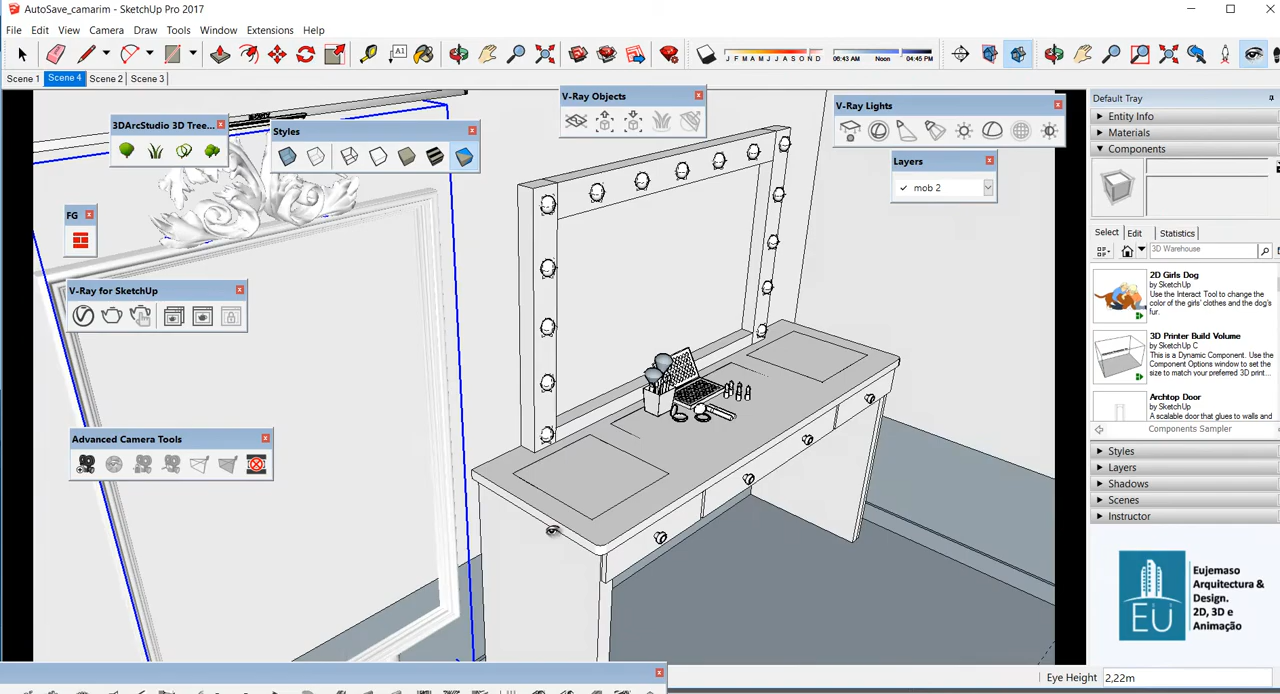 AutoSave_camarim - SketchUp Pro 2017
File Edit View Camera Draw Tools Window Extensions Help
A1
J F M A M J J A S O N D 06:43 AM Noon 04:45 PM
Scene 1 Scene 4 Scene 2 Scene 3
3DArcStudio 3D Tree...
Styles
V-Ray Objects
V-Ray Lights
Layers
mob 2
FG
V-Ray for SketchUp
Advanced Camera Tools
Default Tray
Entity Info
Materials
Components
Select Edit Statistics
3D Warehouse
2D Girls Dog
by SketchUp
Use the Interact Tool to change the
color of the girls' clothes and the dog's
fur.
3D Printer Build Volume
by SketchUp C
This is a Dynamic Component. Use
the Component Options window to set the
size to match your preferred 3D print...
Archtop Door
by SketchUp
A scalable door that glues to walls and
Components Sampler
Styles
Layers
Shadows
Scenes
Instructor
EU
Eujemaso
Arquitectura &
Design.
2D, 3D e
Animação
Eye Height 2,22m